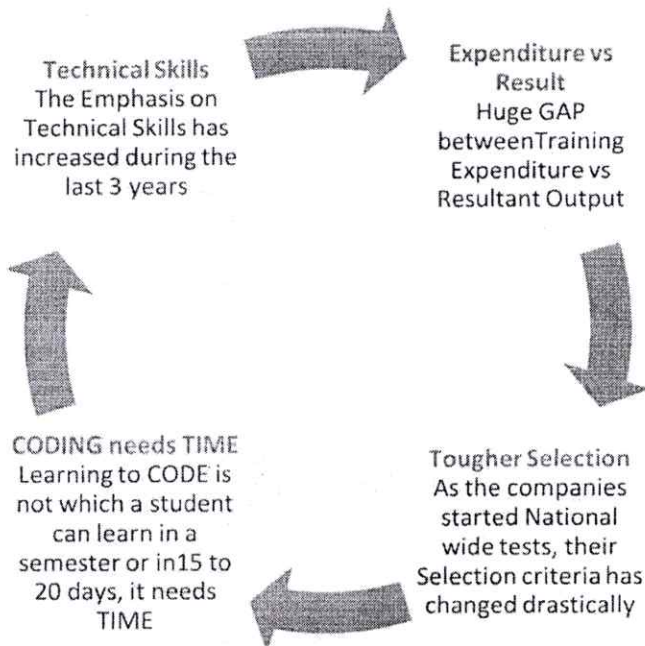 Technical Skills
The Emphasis on
Technical Skills has
increased during the
last 3 years
Expenditure vs
Result
Huge GAP
betweenTraining
Expenditure vs
Resultant Output
Tougher Selection
As the companies
started National
wide tests, their
Selection criteria has
changed drastically
CODING needs TIME
Learning to CODE is
not which a student
can learn in a
semester or in15 to
20 days, it needs
TIME